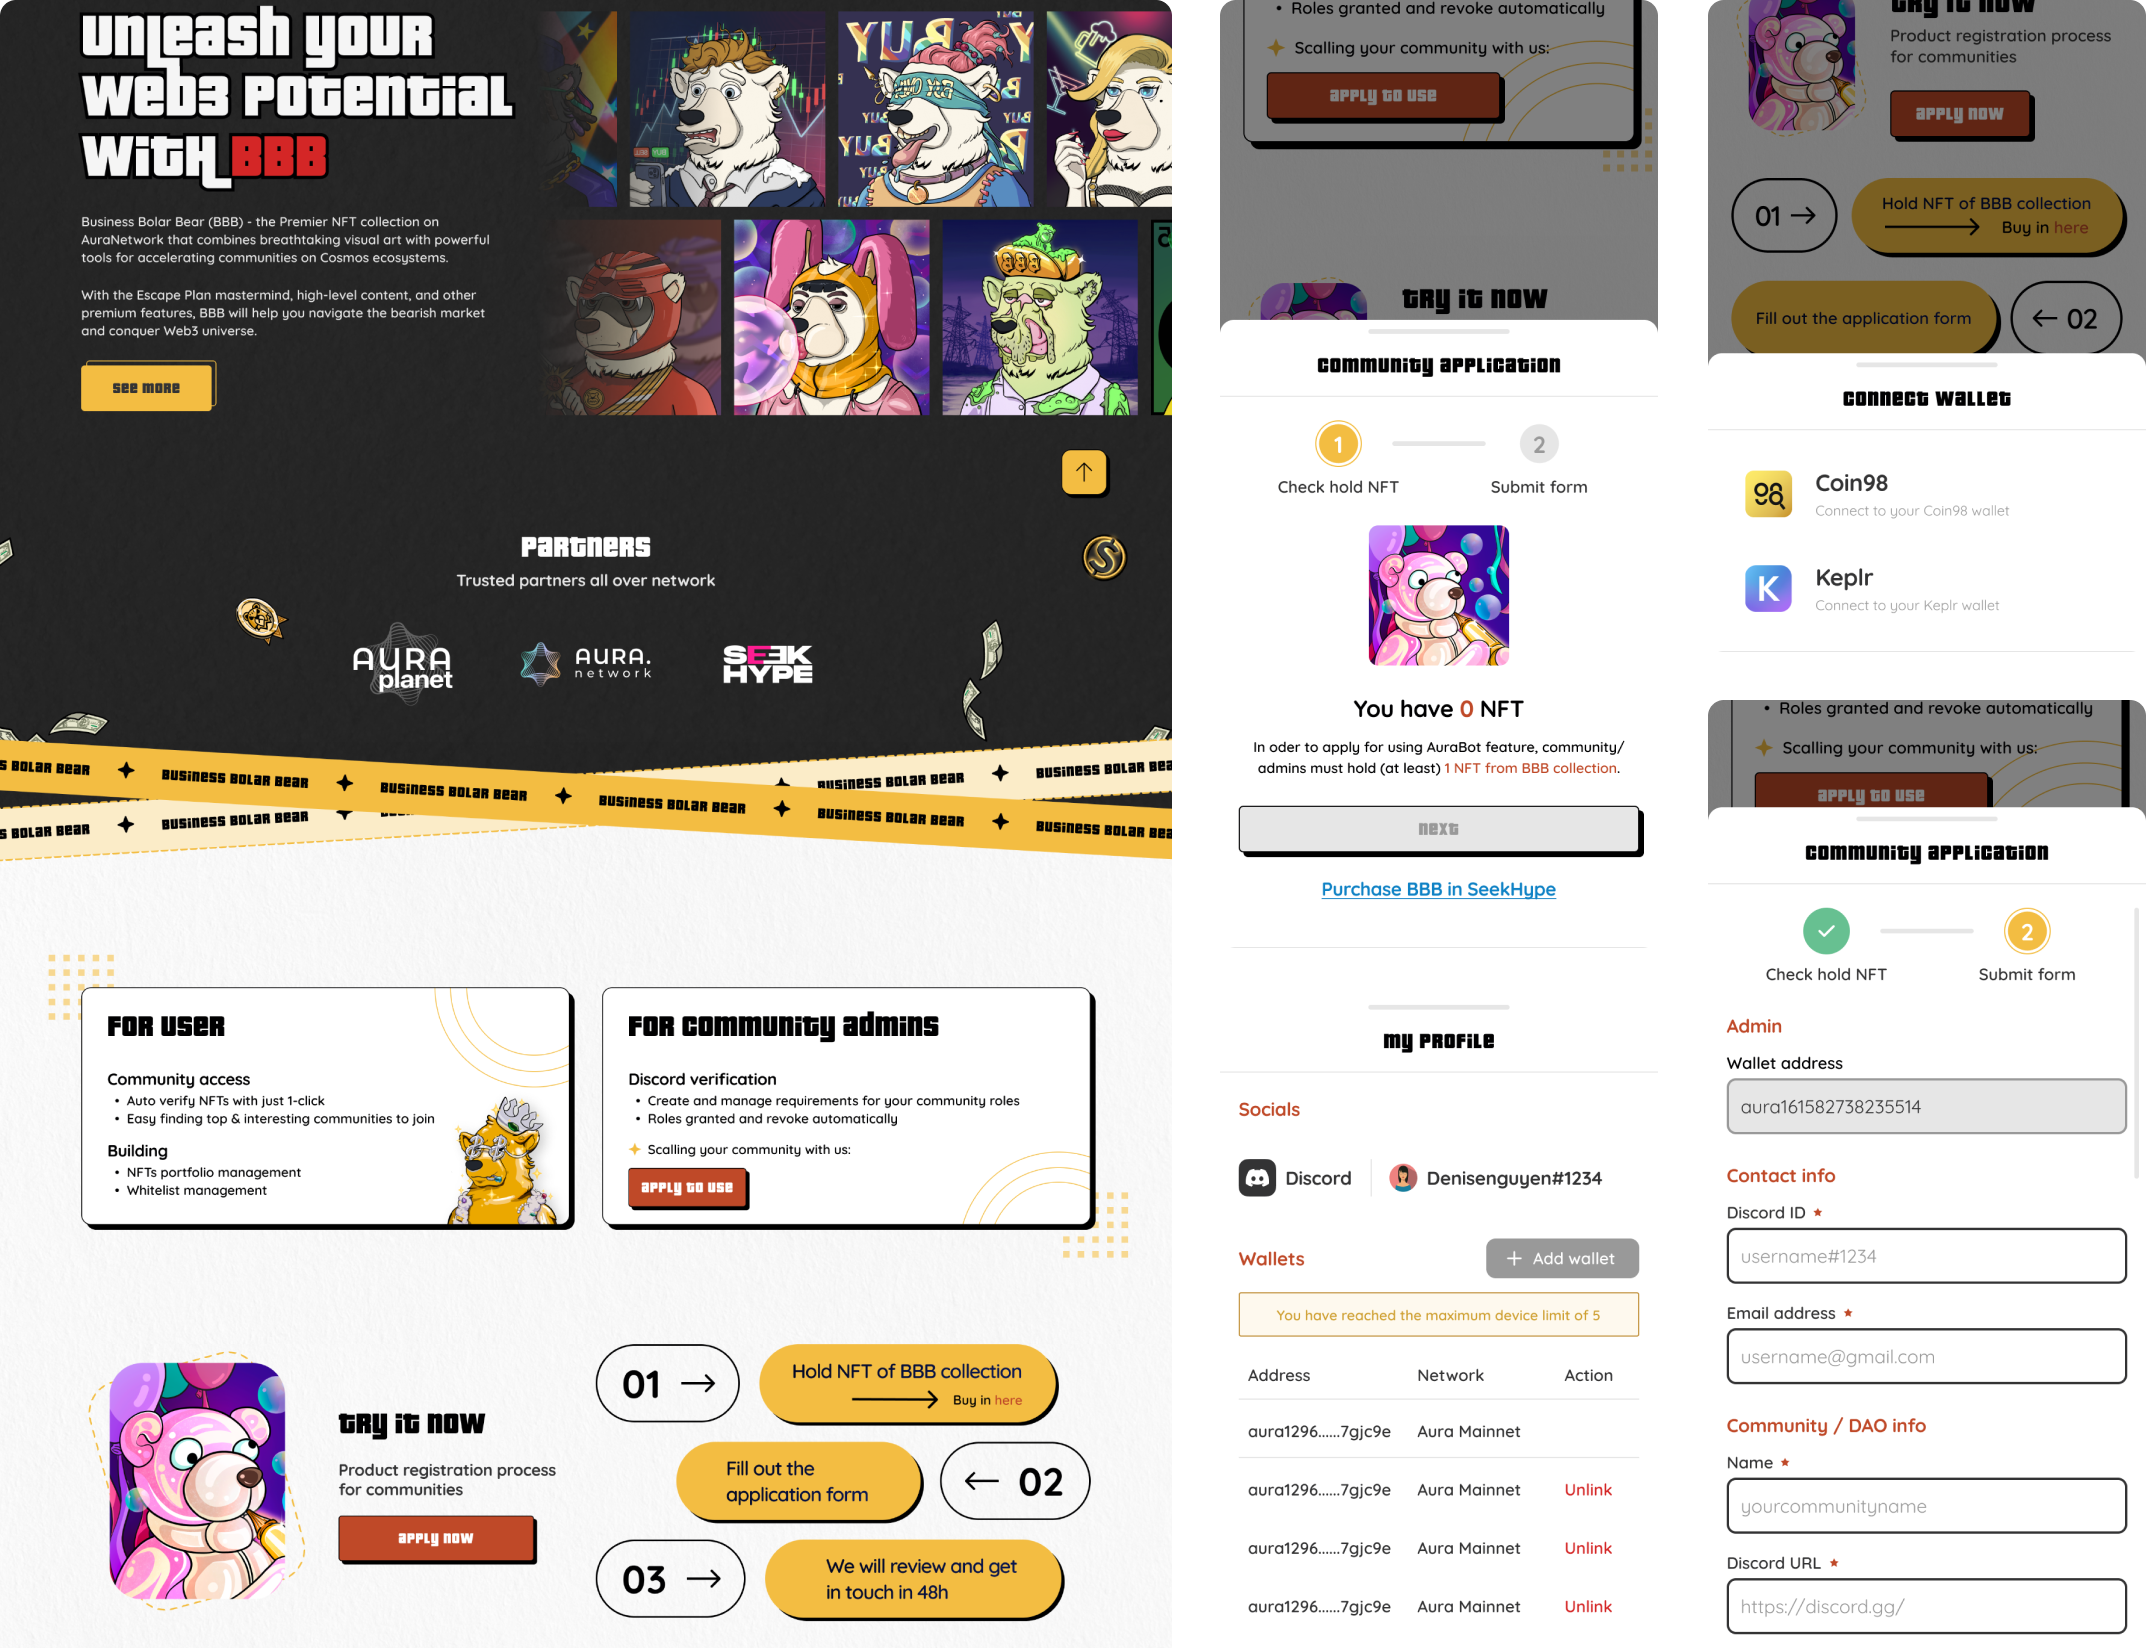 unleash your
Web3 Potential
With BBB
Business Bolar Bear (BBB) - the Premier NFT collection on
AuraNetwork that combines breathtaking visual art with powerful
tools for accelerating communities on Cosmos ecosystems.
With the Escape Plan mastermind, high-level content, and other
premium features, BBB will help you navigate the bearish market
and conquer Web3 universe.
see more
BBB
Partners
Trusted partners all over network
AURA
planet
AURA.
network
SEEK
HYPE
S BOLAR BEAR
BUSINESS BOLAR BEAR
BUSINESS BOLAR BEAR
BUSINESS BOLAR BEAR
BUSINESS BOLAR BEAR
BUSINESS BOLAR BEA
BUSINESS BOLAR BEAR
BUSINESS BOLAR BEA
S BOLAR BEAR
BUSINESS BOLAR BEAR
FOR USER
Community access
• Auto verify NFTs with just 1-click
• Easy finding top & interesting communities to join
Building
• NFTs portfolio management
• Whitelist management
FOR COMMUNITY ADMINS
Discord verification
• Create and manage requirements for your community roles
• Roles granted and revoke automatically
Scalling your community with us:
APPLY TO USE
TRY IT NOW
Product registration process
for communities
APPLY NOW
01
Hold NFT of BBB collection
Buy in here
Fill out the
application form
02
03
We will review and get
in touch in 48h
• Roles granted and revoke automatically
Scalling your community with us:
APPLY TO USE
TRY IT NOW
COMMUNITY APPLICATION
1
2
Check hold NFT
Submit form
You have 0 NFT
In oder to apply for using AuraBot feature, community/
admins must hold (at least) 1 NFT from BBB collection.
NEXT
Purchase BBB in SeekHype
MY PROFILE
Socials
Discord
Denisenguyen#1234
Wallets
+ Add wallet
You have reached the maximum device limit of 5
Address Network Action
aura1296......7gjc9e Aura Mainnet
aura1296......7gjc9e Aura Mainnet Unlink
aura1296......7gjc9e Aura Mainnet Unlink
aura1296......7gjc9e Aura Mainnet Unlink
TRY IT NOW
Product registration process
for communities
APPLY NOW
01
Hold NFT of BBB collection
Buy in here
Fill out the application form
02
CONNECT WALLET
98
Coin98
Connect to your Coin98 wallet
K
Keplr
Connect to your Keplr wallet
• Roles granted and revoke automatically
Scalling your community with us:
APPLY TO USE
COMMUNITY APPLICATION
2
Check hold NFT
Submit form
Admin
Wallet address
aura161582738235514
Contact info
Discord ID *
username#1234
Email address *
username@gmail.com
Community / DAO info
Name *
yourcommunityname
Discord URL *
https://discord.gg/